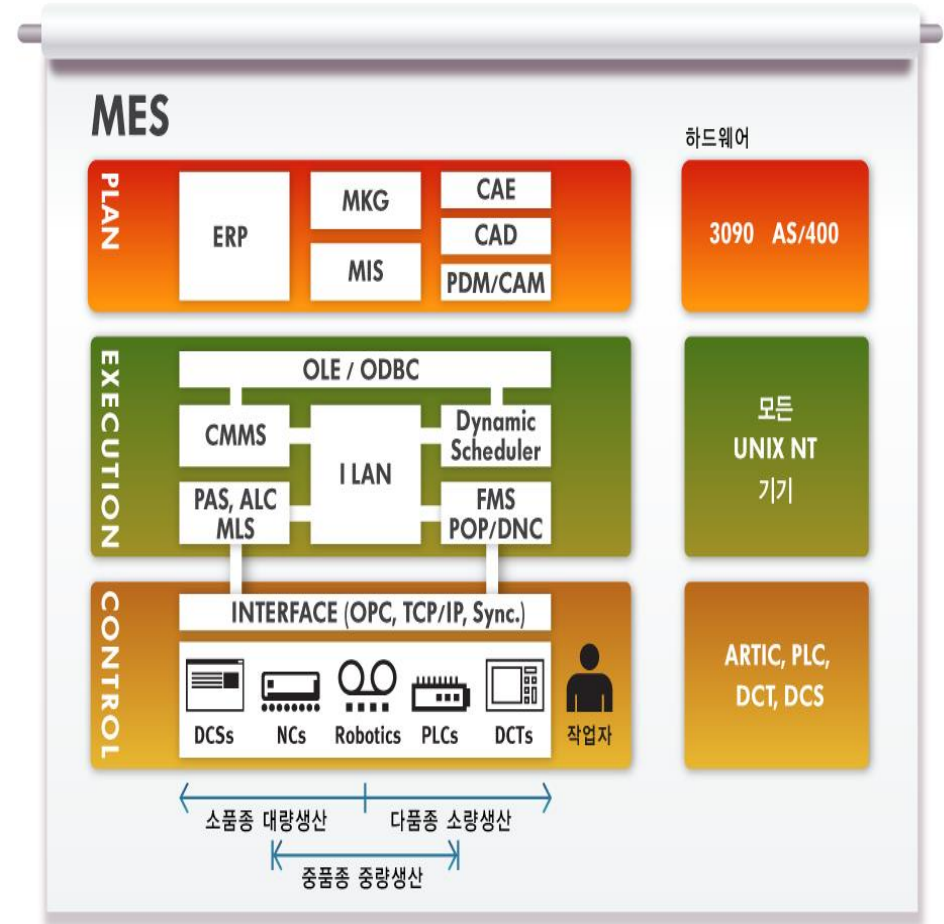 MES
하드웨어
PLAN
ERP
MKG
MIS
CAE
CAD
PDM/CAM
3090 AS/400
EXECUTION
OLE / ODBC
CMMS
I LAN
Dynamic
Scheduler
PAS, ALC
MLS
FMS
POP/DNC
모든
UNIX NT
기기
CONTROL
INTERFACE (OPC, TCP/IP, Sync.)
DCSs
NCs
Robotics
PLCs
DCTs
작업자
ARTIC, PLC,
DCT, DCS
소품종 대량생산
다품종 소량생산
중품종 중량생산